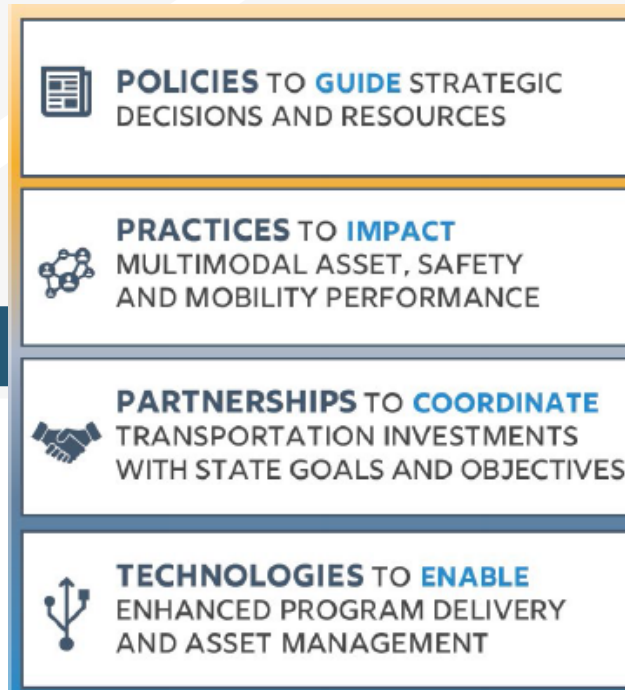 POLICIES TO GUIDE STRATEGIC
DECISIONS AND RESOURCES
PRACTICES TO IMPACT
MULTIMODAL ASSET, SAFETY
AND MOBILITY PERFORMANCE
PARTNERSHIPS TO COORDINATE
TRANSPORTATION INVESTMENTS
WITH STATE GOALS AND OBJECTIVES
TECHNOLOGIES TO ENABLE
ENHANCED PROGRAM DELIVERY
AND ASSET MANAGEMENT